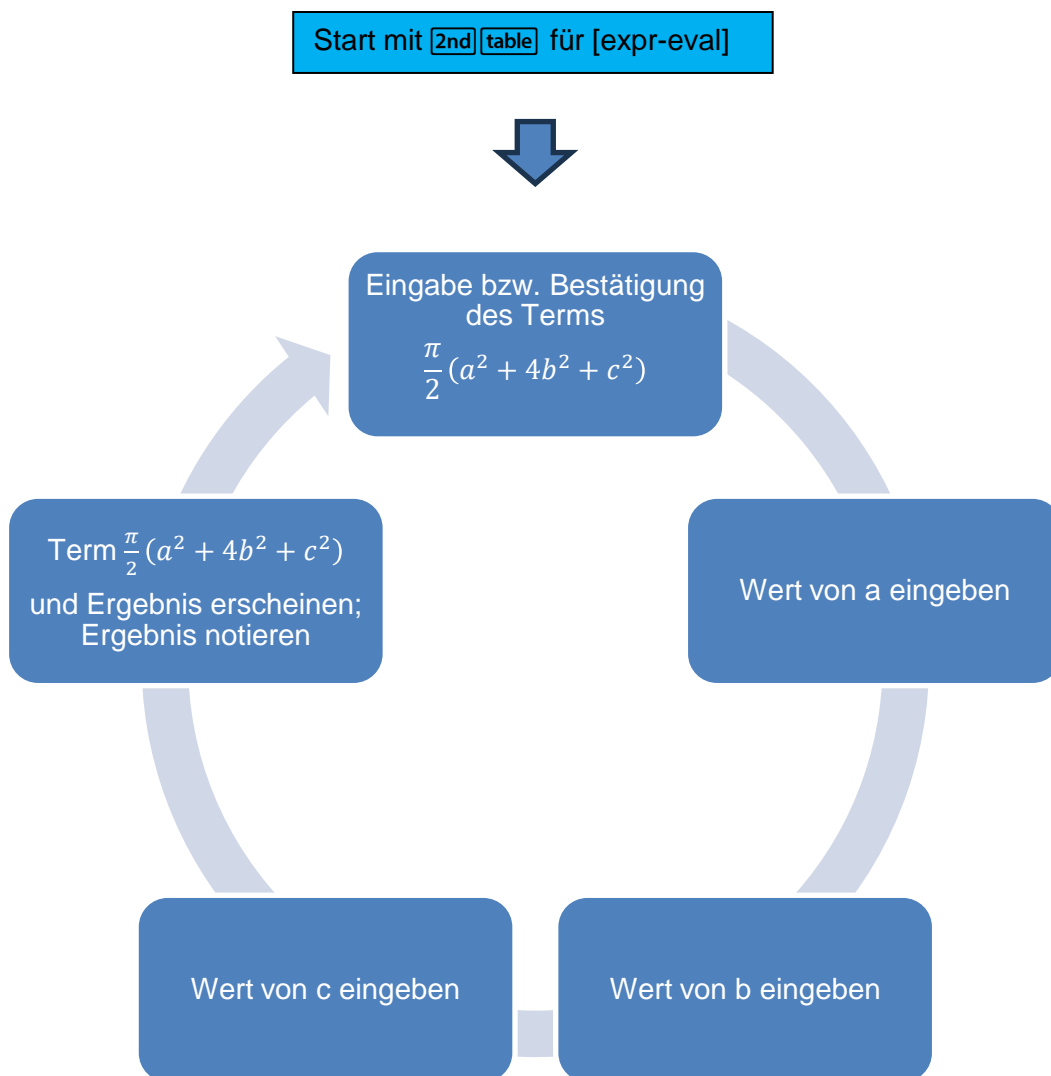 Start mit 2nd table für [expr-eval]
Eingabe bzw. Bestätigung
des Terms
π/2 (a² + 4b² + c²)
Wert von a eingeben
Wert von b eingeben
Wert von c eingeben
Term π/2 (a² + 4b² + c²)
und Ergebnis erscheinen;
Ergebnis notieren